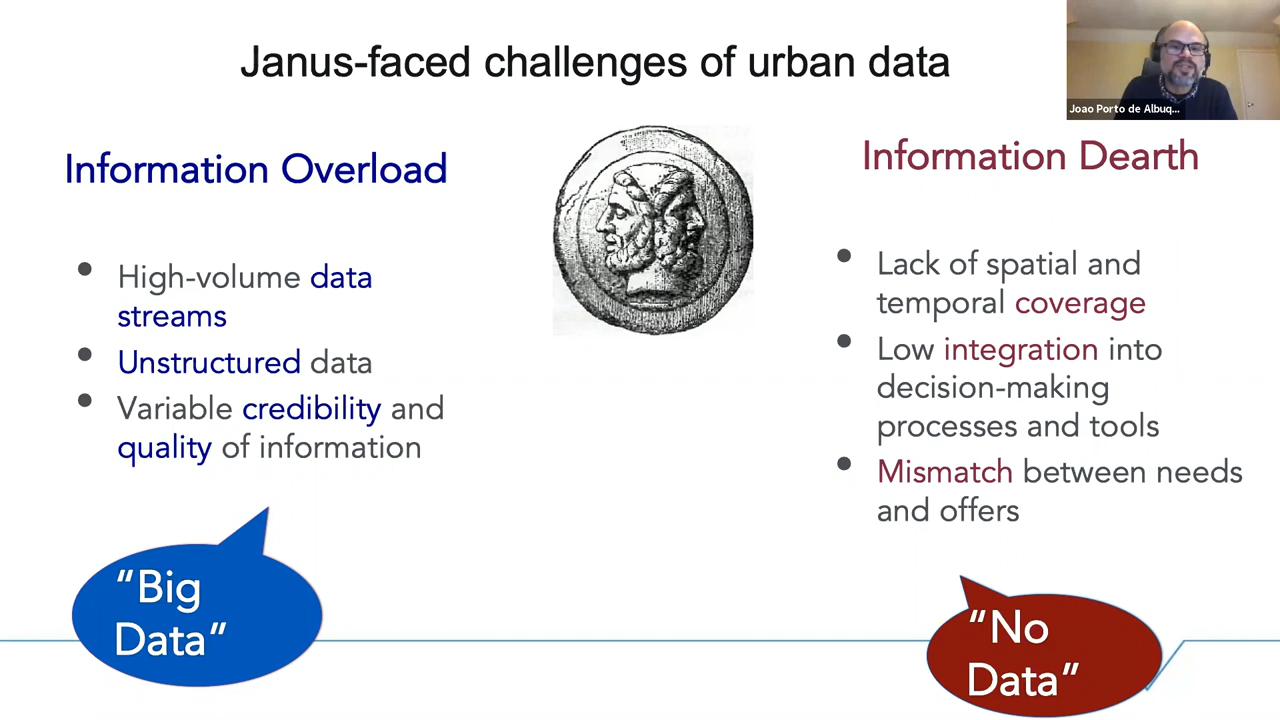 Janus-faced challenges of urban data
Joao Porto de Albuq...
Information Overload
• High-volume data
streams
• Unstructured data
• Variable credibility and
quality of information
“Big
Data”
Information Dearth
• Lack of spatial and
temporal coverage
• Low integration into
decision-making
processes and tools
• Mismatch between needs
and offers
“No
Data”